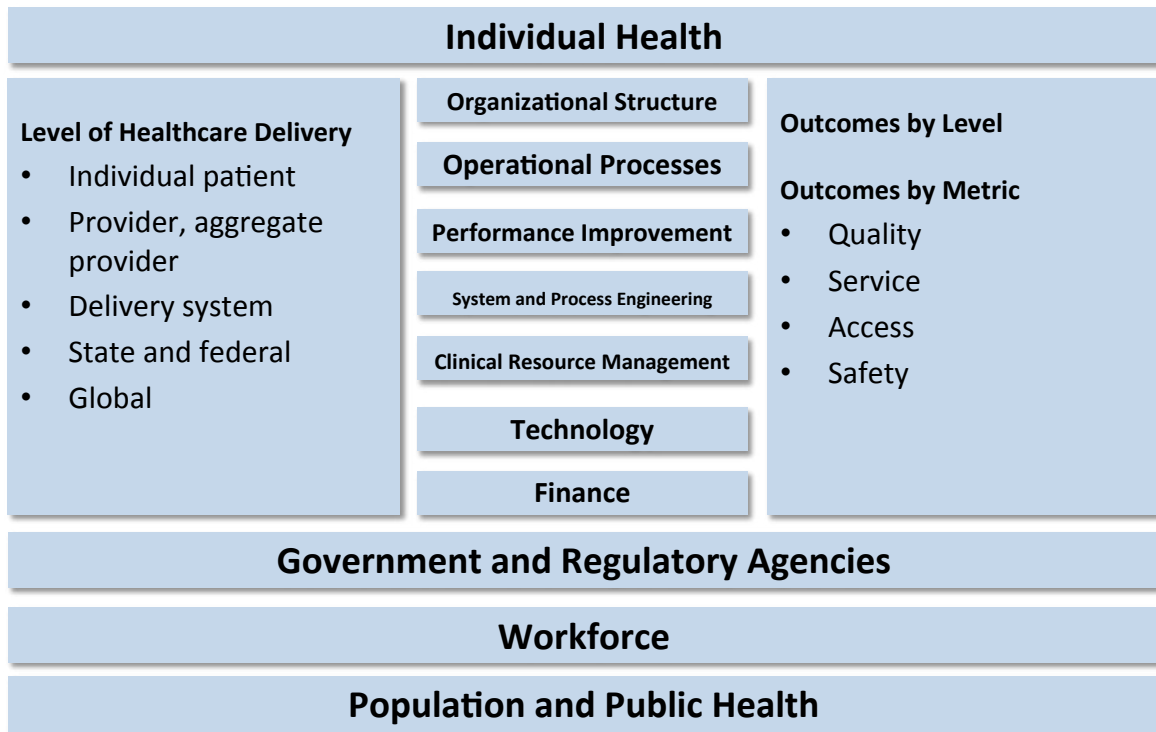 Individual Health
Level of Healthcare Delivery
• Individual patient
• Provider, aggregate
provider
• Delivery system
• State and federal
• Global
Organizational Structure
Operational Processes
Performance Improvement
System and Process Engineering
Clinical Resource Management
Technology
Finance
Outcomes by Level
Outcomes by Metric
• Quality
• Service
• Access
• Safety
Government and Regulatory Agencies
Workforce
Population and Public Health